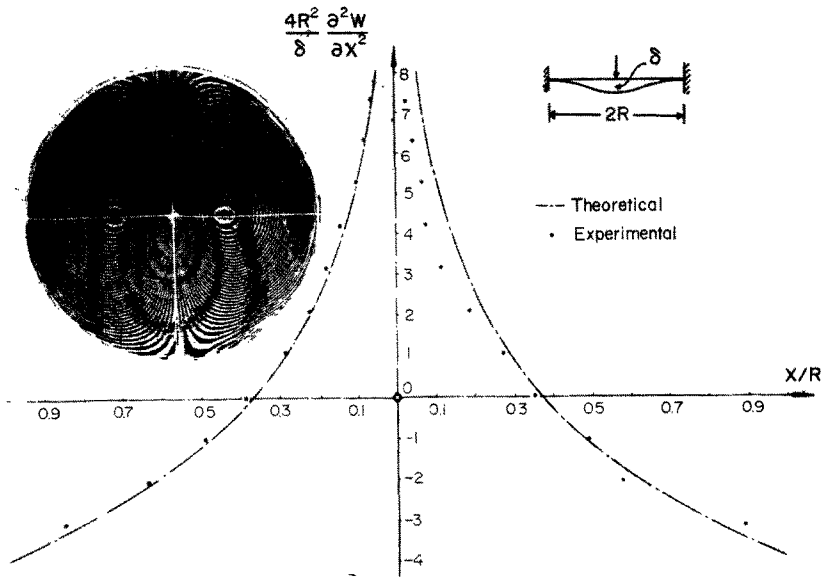 4R²/δ ∂²W/∂X²
δ
2R
8
7
6
5
4
3
2
1
0
-1
-2
-3
-4
Theoretical
Experimental
X/R
0.9 0.7 0.5 0.3 0.1 0.1 0.3 0.5 0.7 0.9